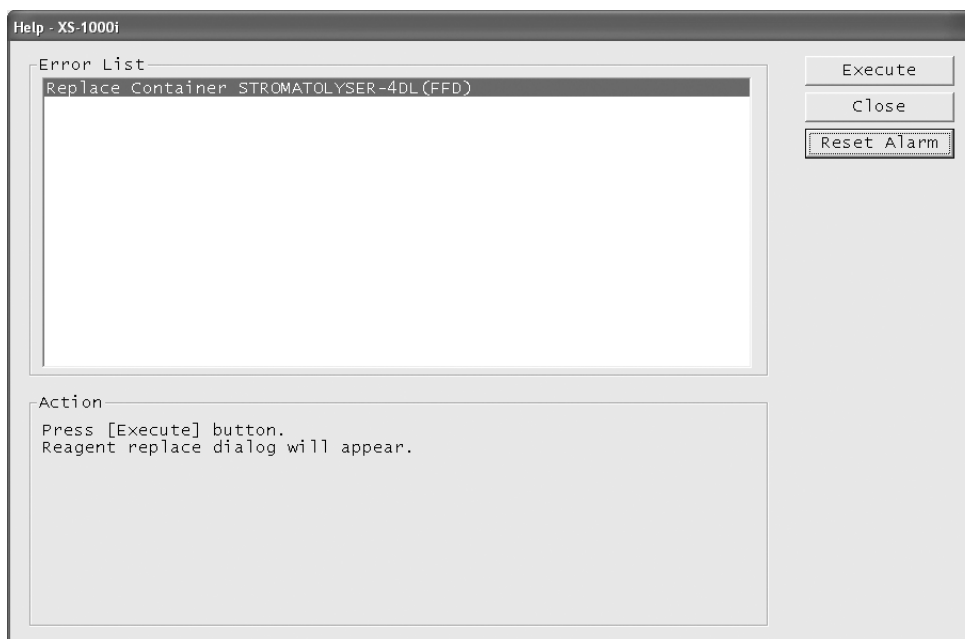 Help - XS-1000i
Error List
Replace Container STROMATOLYSER-4DL(FFD)
Execute
Close
Reset Alarm
Action
Press [Execute] button.
Reagent replace dialog will appear.